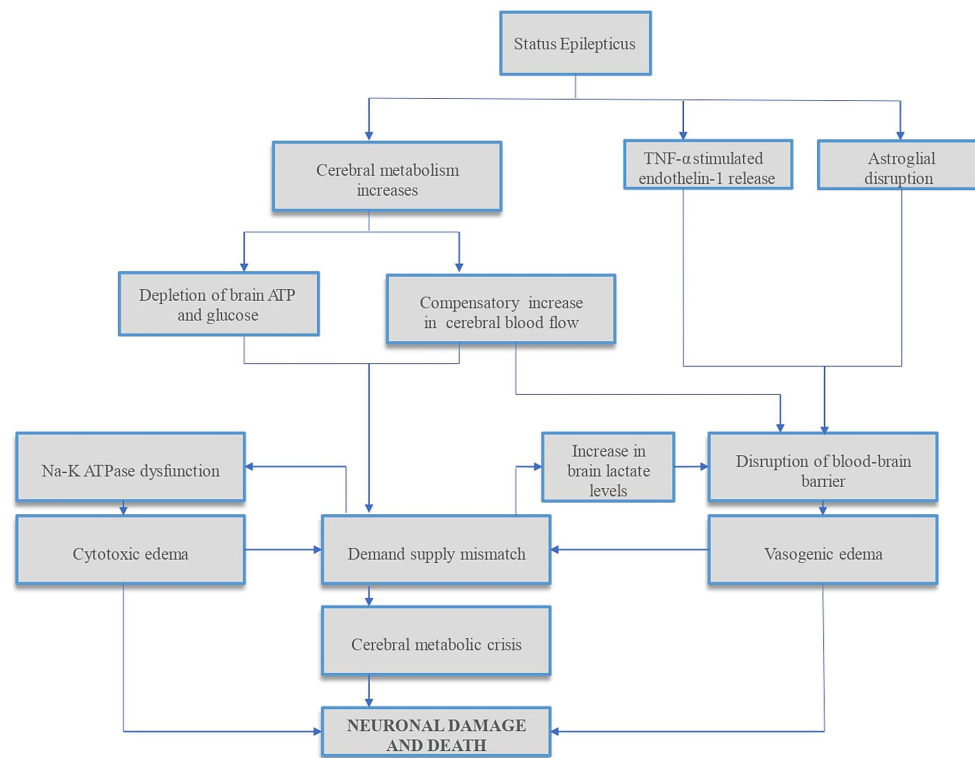 Status Epilepticus
Cerebral metabolism
increases
TNF-α stimulated
endothelin-1 release
Astroglial
disruption
Depletion of brain ATP
and glucose
Compensatory increase
in cerebral blood flow
Na-K ATPase dysfunction
Increase in
brain lactate
levels
Disruption of blood-brain
barrier
Cytotoxic edema
Demand supply mismatch
Vasogenic edema
Cerebral metabolic crisis
NEURONAL DAMAGE
AND DEATH